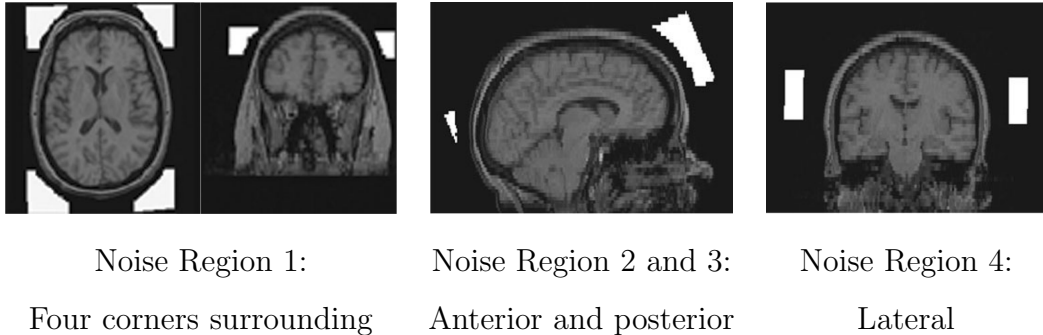 Noise Region 1:
Four corners surrounding
Noise Region 2 and 3:
Anterior and posterior
Noise Region 4:
Lateral